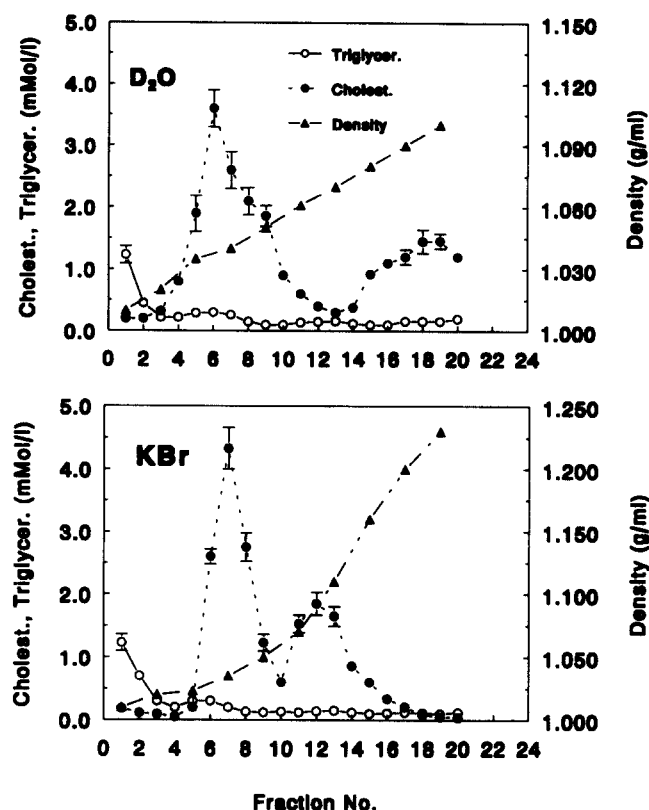 D₂O
Triglycer.
Cholest.
Density
Cholest., Triglycer. (mMol/l)
5.0
4.0
3.0
2.0
1.0
0.0
1.150
1.120
1.090
1.060
1.030
1.000
Density (g/ml)
0 2 4 6 8 10 12 14 16 18 20 22 24
KBr
Cholest., Triglycer. (mMol/l)
5.0
4.0
3.0
2.0
1.0
0.0
1.250
1.200
1.150
1.100
1.050
1.000
Density (g/ml)
0 2 4 6 8 10 12 14 16 18 20 22 24
Fraction No.